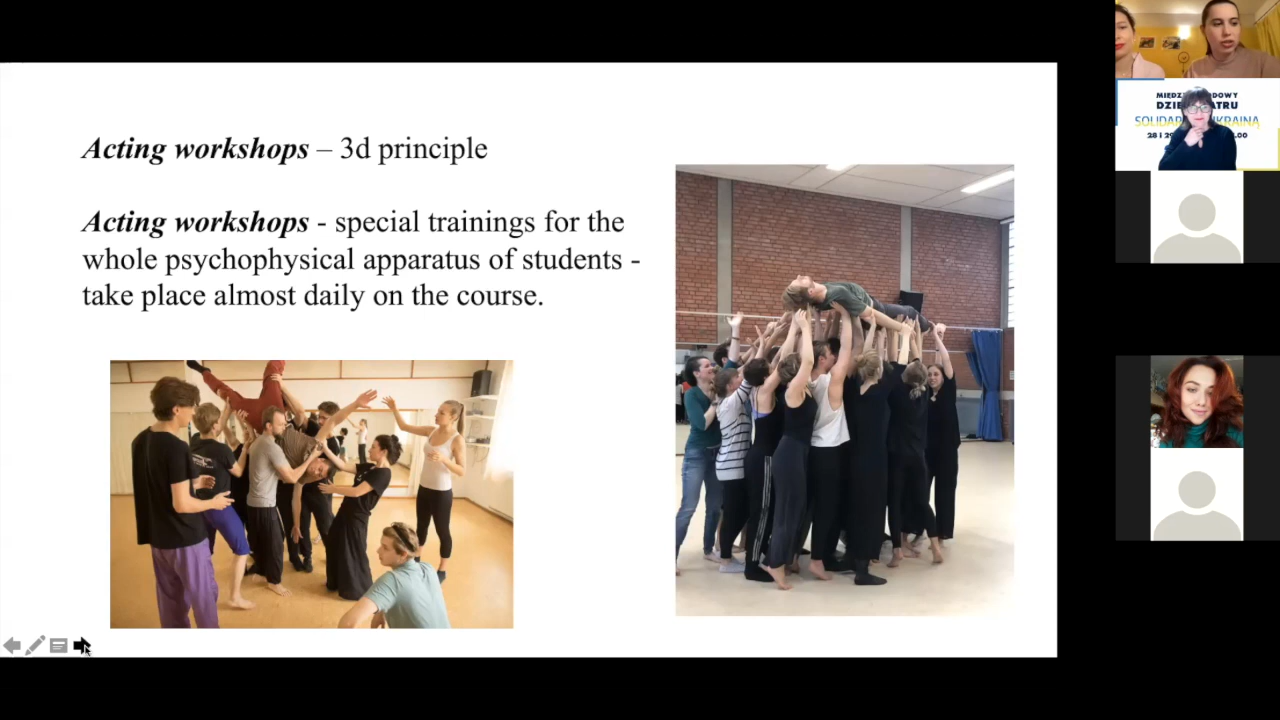 Acting workshops – 3d principle
Acting workshops - special trainings for the
whole psychophysical apparatus of students -
take place almost daily on the course.
SOLIDAR